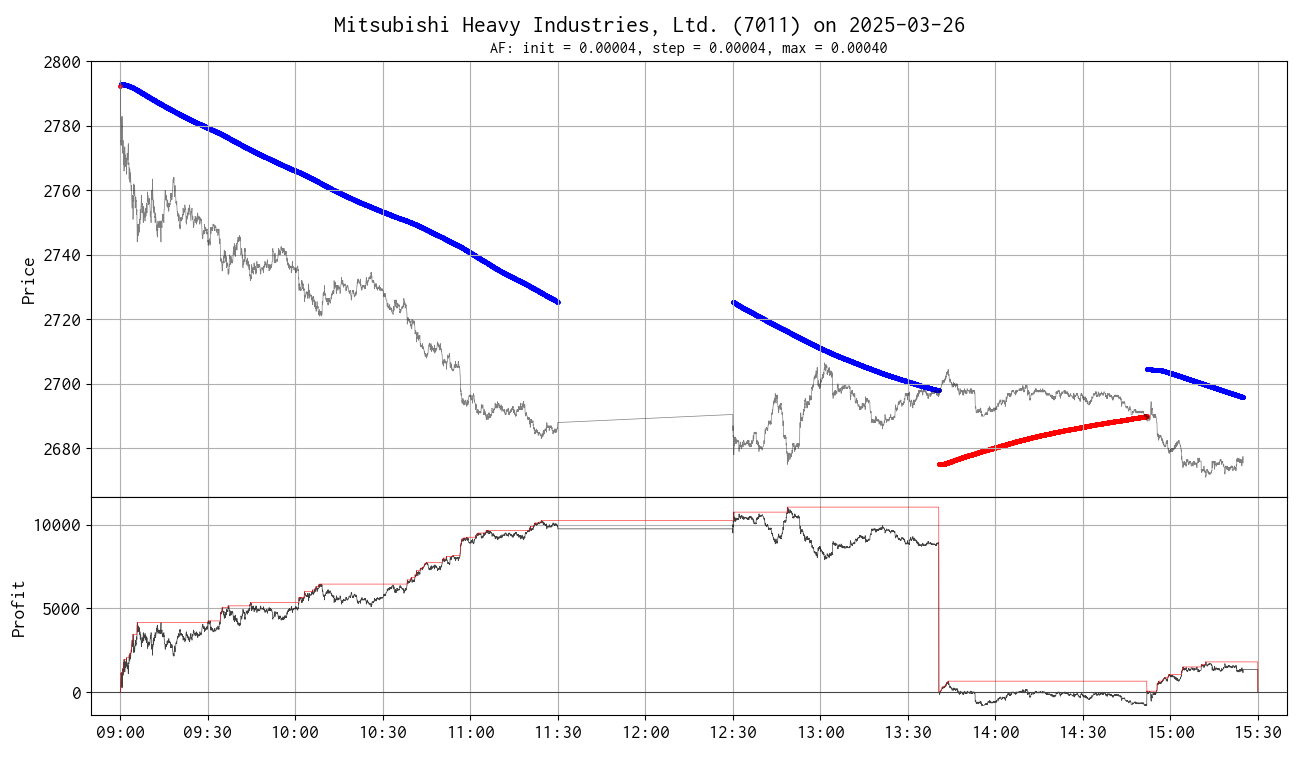 Mitsubishi Heavy Industries, Ltd. (7011) on 2025-03-26
AF: init = 0.00004, step = 0.00004, max = 0.00040
2800
2780
2760
2740
2720
2700
2680
Price
10000
5000
0
Profit
09:00 09:30 10:00 10:30 11:00 11:30 12:00 12:30 13:00 13:30 14:00 14:30 15:00 15:30